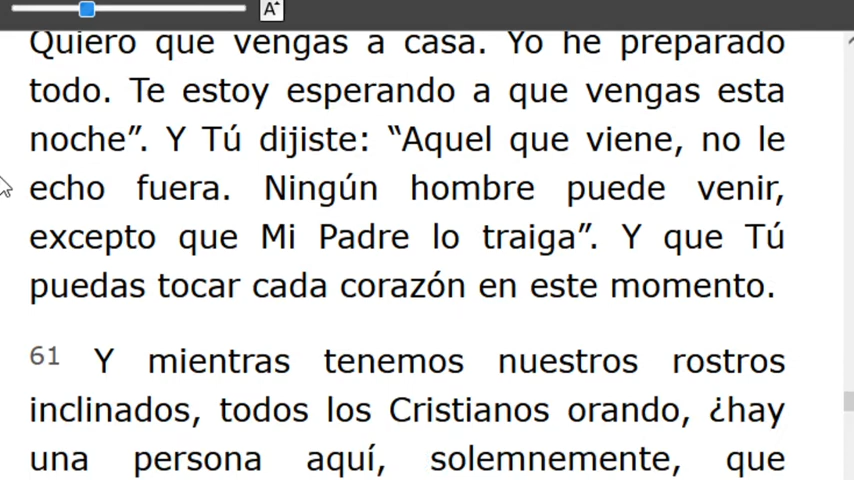 A
Quiero que vengas a casa. Yo he preparado
todo. Te estoy esperando a que vengas esta
noche”. Y Tú dijiste: “Aquel que viene, no le
echo fuera. Ningún hombre puede venir,
excepto que Mi Padre lo traiga”. Y que Tú
puedas tocar cada corazón en este momento.
61 Y mientras tenemos nuestros rostros
inclinados, todos los Cristianos orando, ¿hay
una persona aquí, solemnemente, que